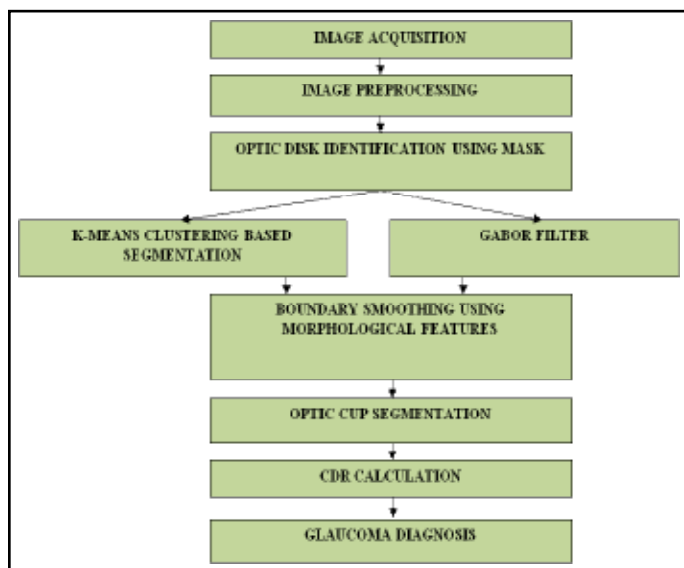 IMAGE ACQUISITION
IMAGE PREPROCESSING
OPTIC DISK IDENTIFICATION USING MASK
K-MEANS CLUSTERING BASED
SEGMENTATION
GABOR FILTER
BOUNDARY SMOOTHING USING
MORPHOLOGICAL FEATURES
OPTIC CUP SEGMENTATION
CDR CALCULATION
GLAUCOMA DIAGNOSIS